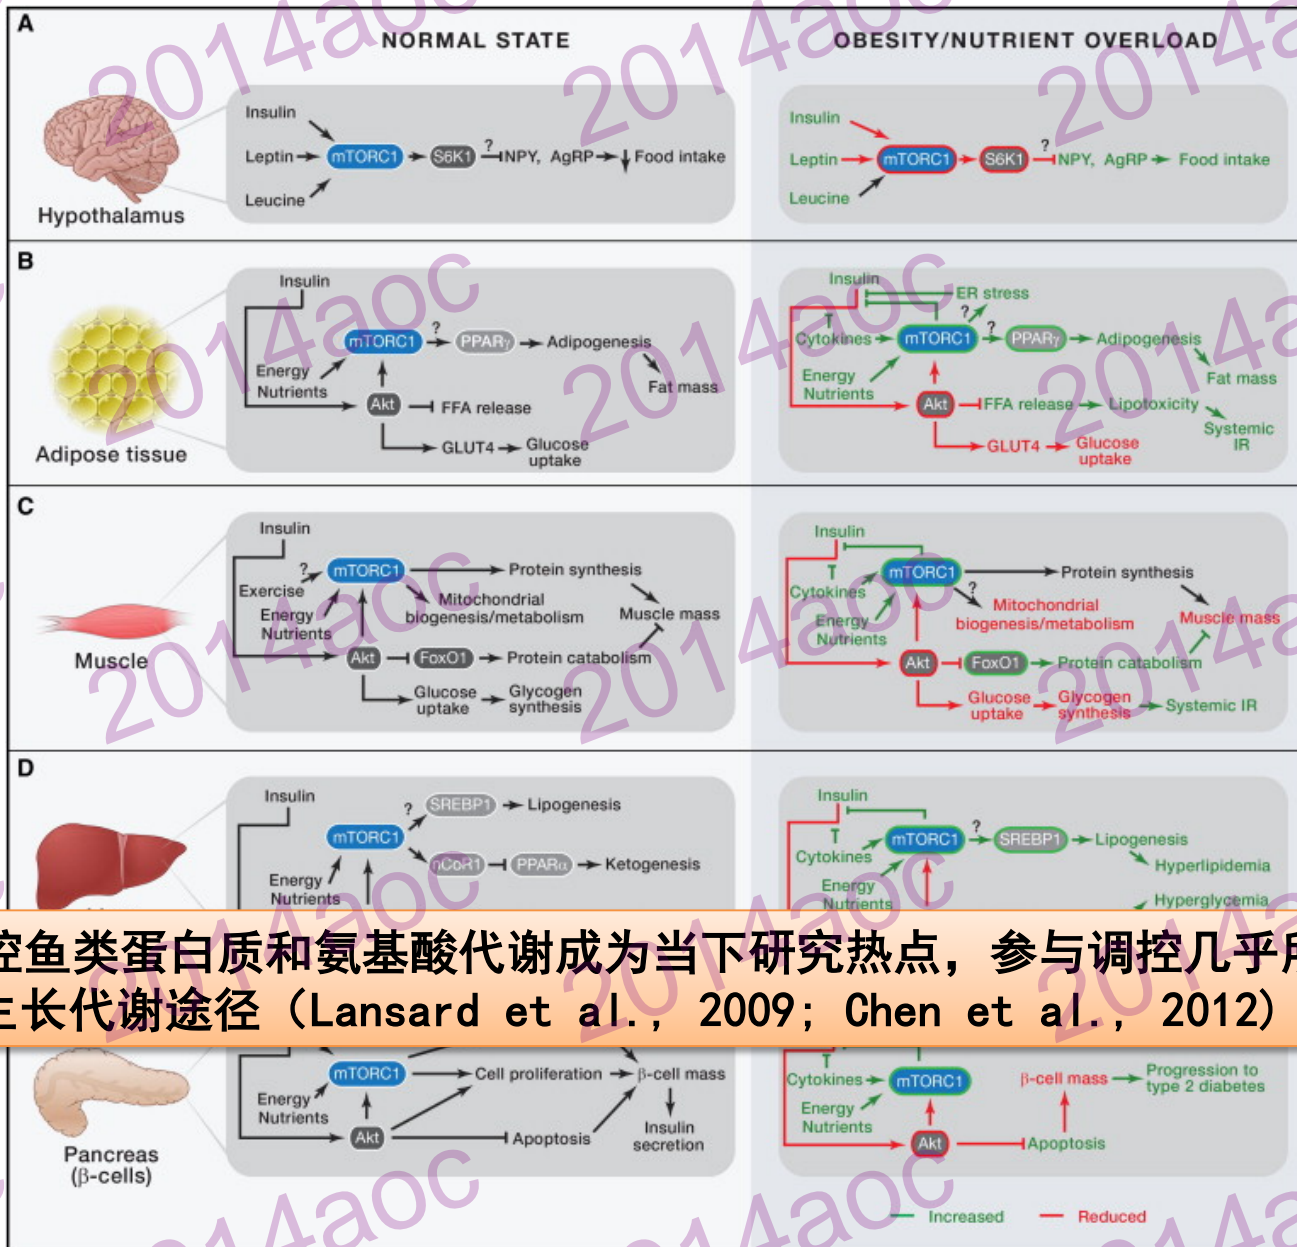 A
NORMAL STATE
OBESITY/NUTRIENT OVERLOAD
Insulin
Leptin mTORC1 S6K1 ? NPY, AgRP Food intake
Leucine
Hypothalamus
Insulin
Leptin mTORC1 S6K1 ? NPY, AgRP Food intake
Leucine
B
Insulin
mTORC1 ? PPARγ Adipogenesis
Energy
Nutrients
Fat mass
Akt FFA release
GLUT4 Glucose
uptake
Adipose tissue
Insulin
ER stress
?
Cytokines mTORC1 ? PPARγ Adipogenesis
Energy
Nutrients
Fat mass
Akt FFA release Lipotoxicity
Systemic
IR
GLUT4 Glucose
uptake
C
Insulin
? mTORC1 Protein synthesis
Exercise
Energy
Nutrients
Mitochondrial
biogenesis/metabolism
Muscle mass
Akt FoxO1 Protein catabolism
Glucose
uptake
Glycogen
synthesis
Muscle
Insulin
mTORC1 Protein synthesis
Cytokines
?
Mitochondrial
biogenesis/metabolism
Muscle mass
Energy
Nutrients
Akt FoxO1 Protein catabolism
Glucose
uptake
Glycogen
synthesis
Systemic IR
D
Insulin
? SREBP1 Lipogenesis
mTORC1
nCoR1 PPARα Ketogenesis
Energy
Nutrients
Insulin
mTORC1 ? SREBP1 Lipogenesis
Cytokines
Hyperlipidemia
Energy
Nutrients
Hyperglycemia
控鱼类蛋白质和氨基酸代谢成为当下研究热点，参与调控几乎所
生长代谢途径（Lansard et al., 2009; Chen et al., 2012)
mTORC1 Cell proliferation β-cell mass
Energy
Nutrients
Akt Apoptosis
Insulin
secretion
Pancreas
(β-cells)
Cytokines mTORC1 β-cell mass Progression to
type 2 diabetes
Energy
Nutrients
Akt Apoptosis
Increased Reduced
2014aoc